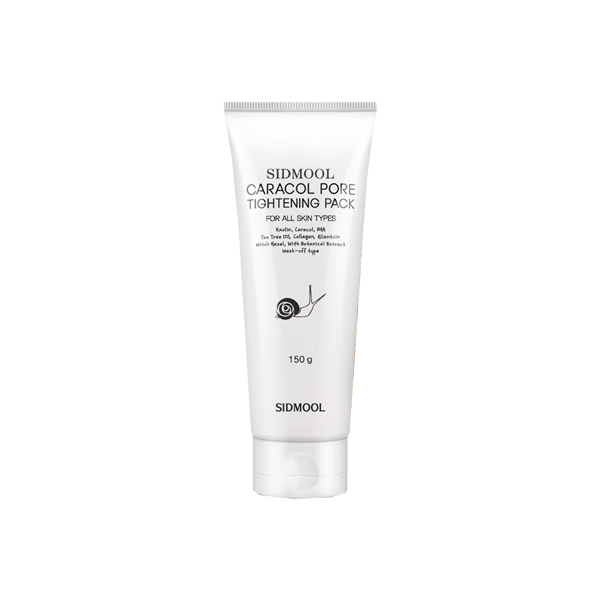 SIDMOOL
CARACOL PORE
TIGHTENING PACK
FOR ALL SKIN TYPES
Kaolin, Caracol, BHA
Tea Tree Oil, Collagen, Allantoin
Witch Hazel, With Botanical Extract
Wash-off type
150 g
SIDMOOL